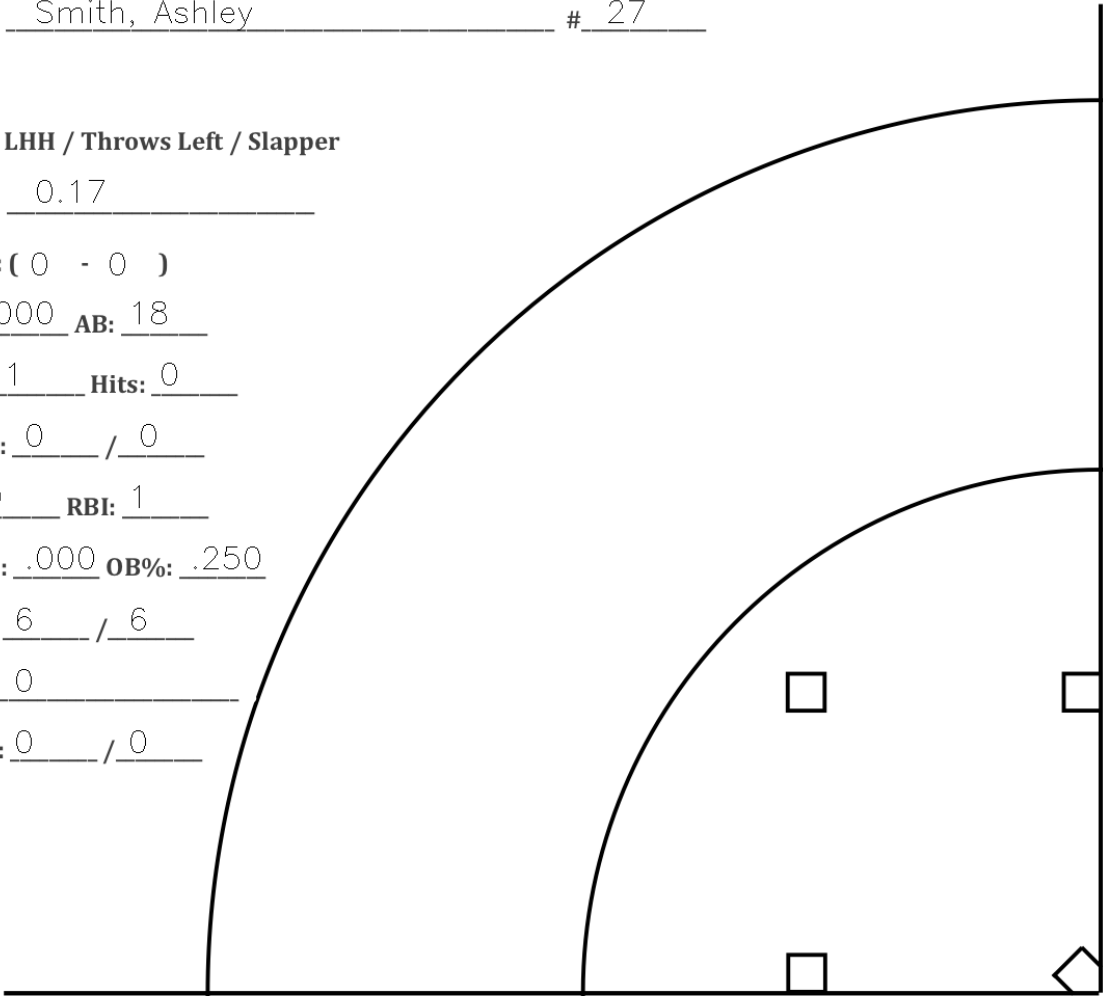 Smith, Ashley # 27
LHH / Throws Left / Slapper
0.17
: ( 0 - 0 )
000 AB: 18
1 Hits: 0
: 0 / 0
RBI: 1
: .000 OB%: .250
6 / 6
0
: 0 / 0